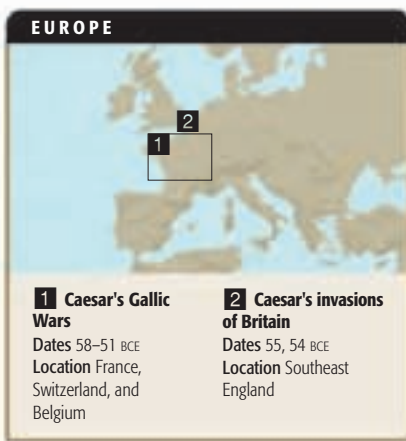 EUROPE
2
1
1 Caesar's Gallic
Wars
Dates 58–51 BCE
Location France,
Switzerland, and
Belgium
2 Caesar's invasions
of Britain
Dates 55, 54 BCE
Location Southeast
England